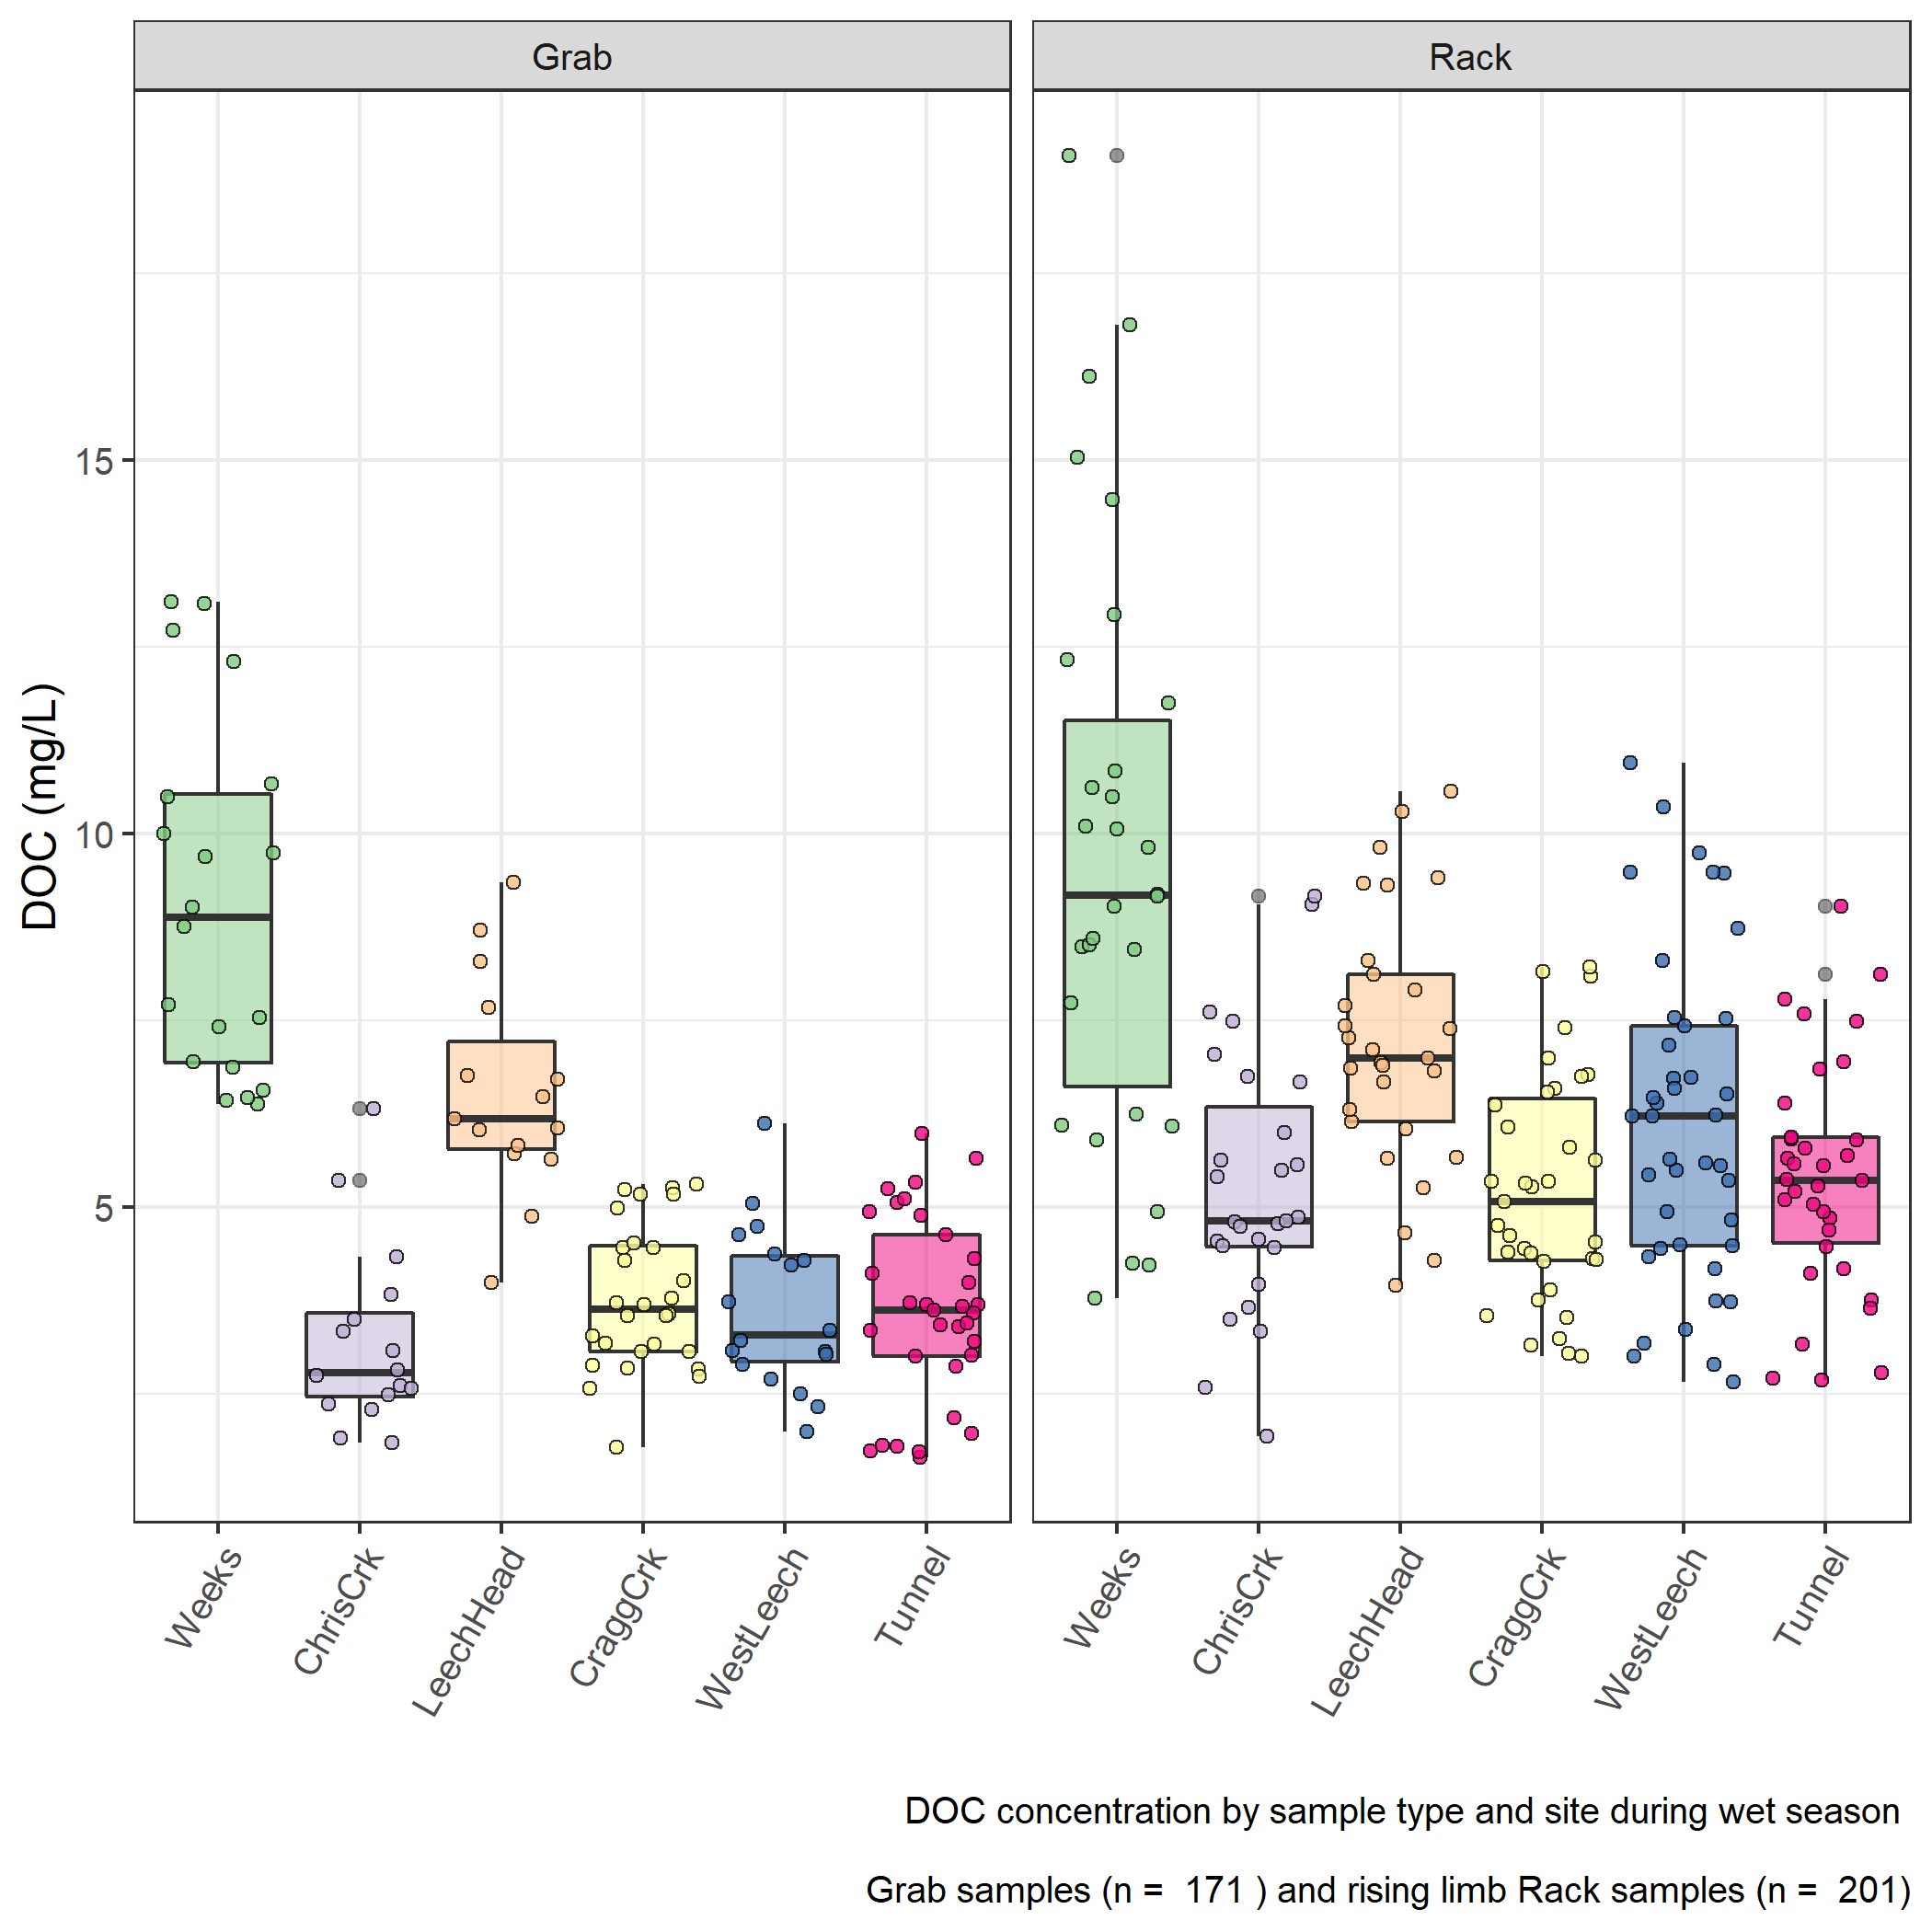 Grab
Rack
DOC (mg/L)
15
10
5
Weeks
ChrisCrk
LeechHead
CraggCrk
WestLeech
Tunnel
Weeks
ChrisCrk
LeechHead
CraggCrk
WestLeech
Tunnel
DOC concentration by sample type and site during wet season
Grab samples (n =  171 ) and rising limb Rack samples (n =  201)